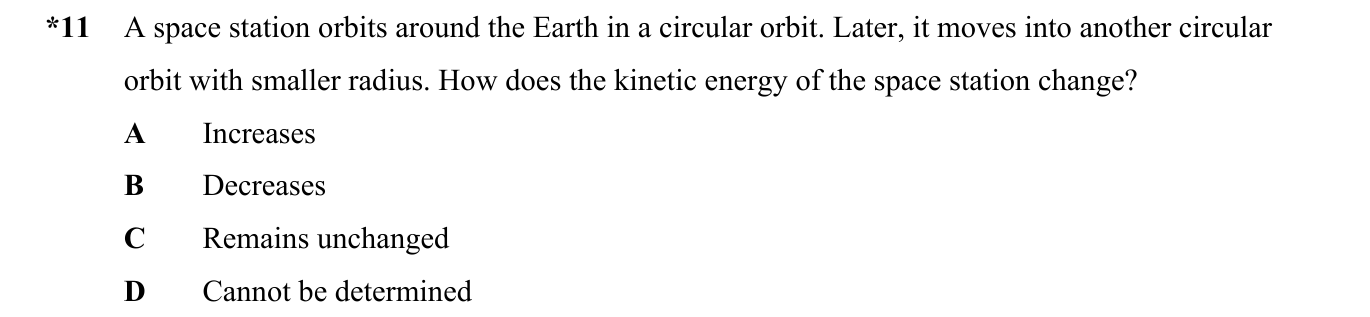 *11 A space station orbits around the Earth in a circular orbit. Later, it moves into another circular
orbit with smaller radius. How does the kinetic energy of the space station change?
A Increases
B Decreases
C Remains unchanged
D Cannot be determined